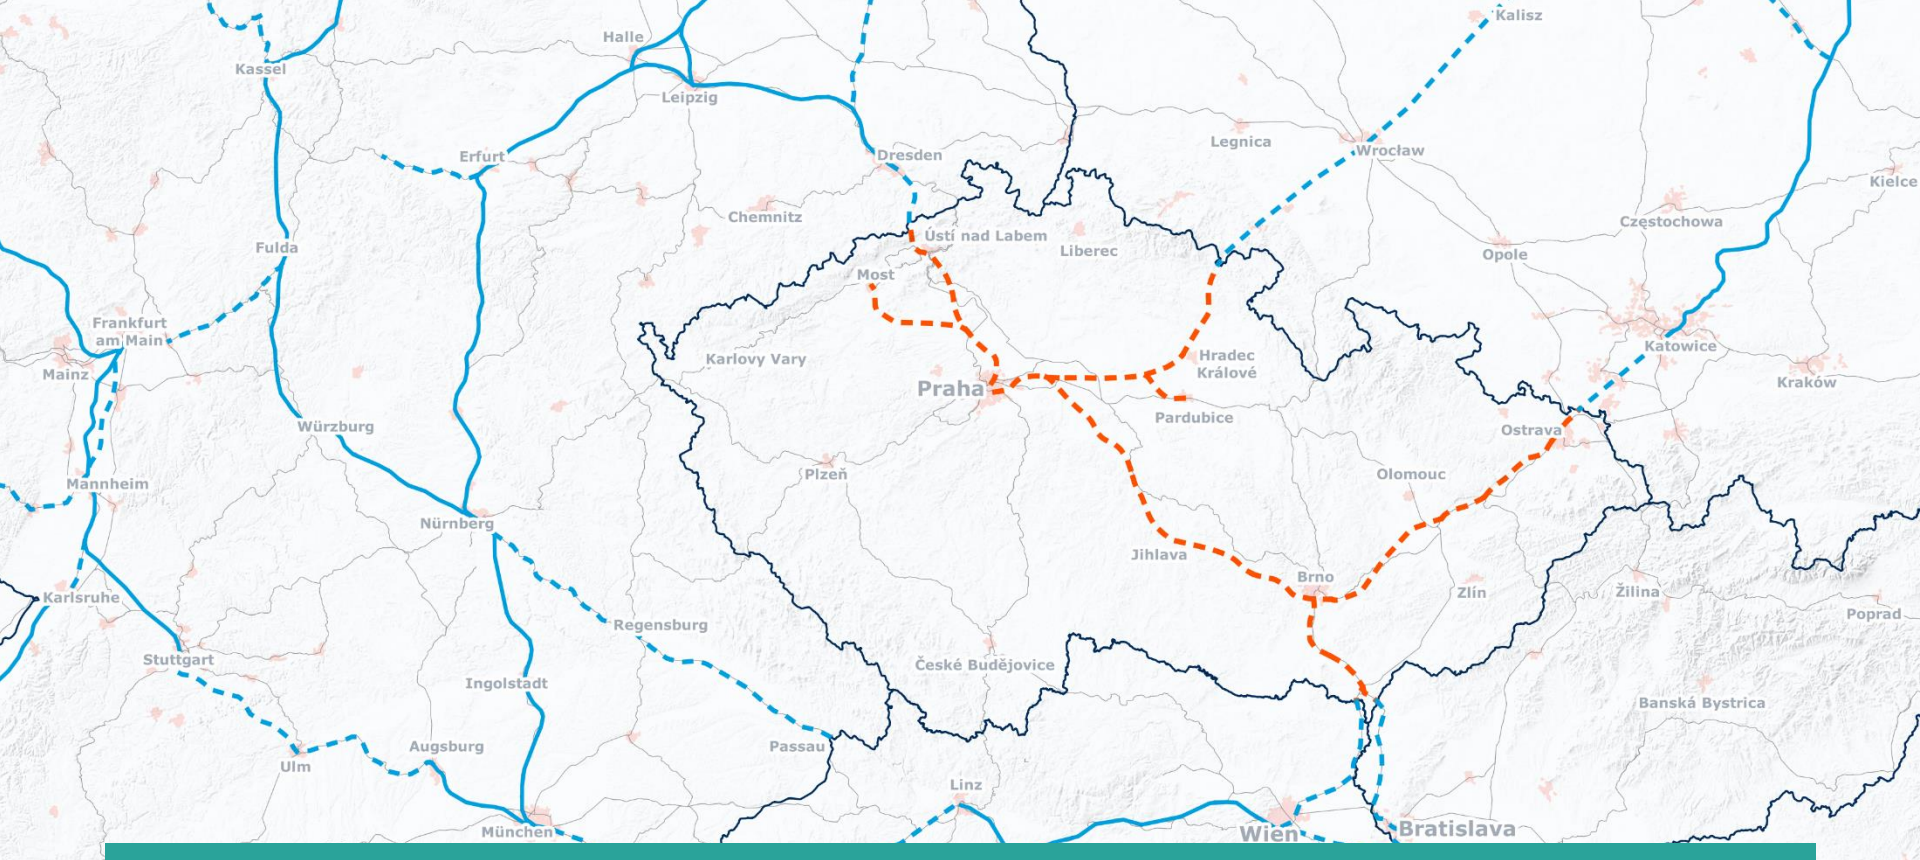 Kalisz
Halle
Kassel
Leipzig
Legnica
Wrocław
Erfurt
Dresden
Kielce
Chemnitz
Częstochowa
Ústí nad Labem
Liberec
Fulda
Opole
Most
Frankfurt
am Main
Katowice
Karlovy Vary
Hradec
Králové
Mainz
Kraków
Praha
Pardubice
Würzburg
Ostrava
Plzeň
Olomouc
Mannheim
Nürnberg
Jihlava
Brno
Zlín
Žilina
Karlsruhe
Poprad
Regensburg
Stuttgart
České Budějovice
Ingolstadt
Banská Bystrica
Augsburg
Passau
Ulm
Linz
München
Wien
Bratislava